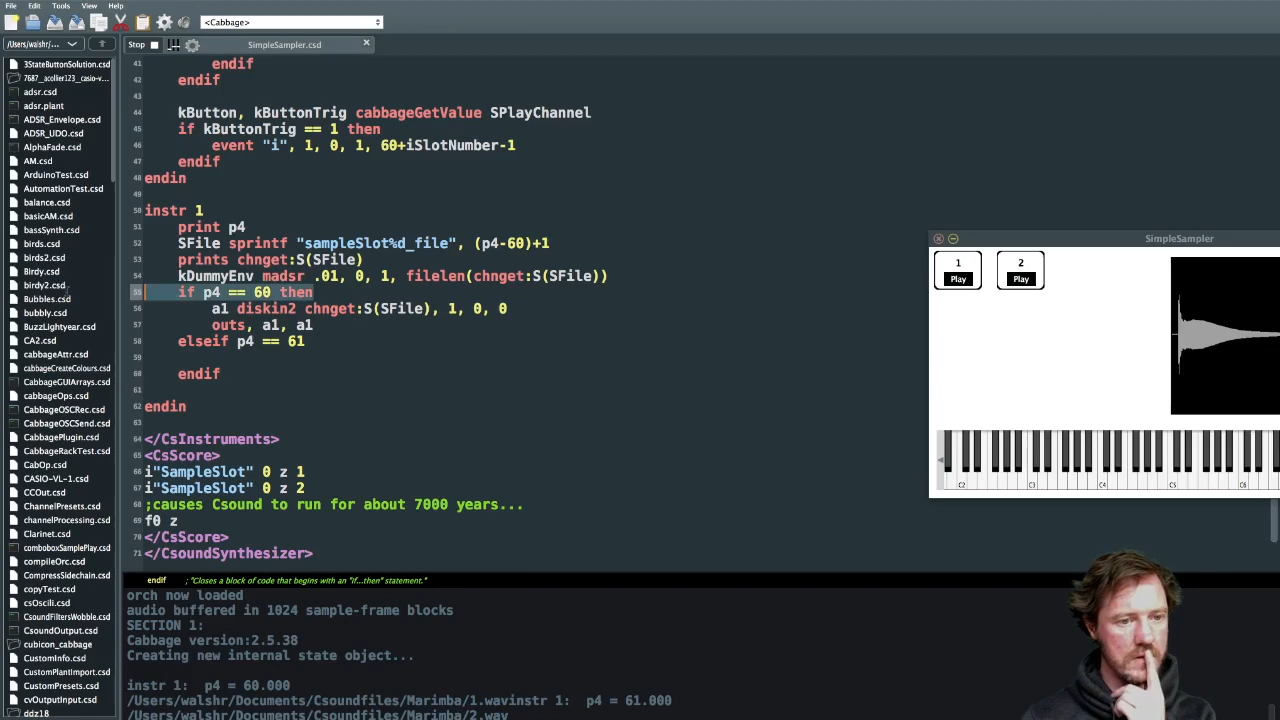 File Edit Tools View Help
<Cabbage>
/Users/walshr/...
Stop
SimpleSampler.csd
3StateButtonSolution.csd
7687__acollier123__casio-v...
adsr.csd
adsr.plant
ADSR_Envelope.csd
ADSR_UDO.csd
AlphaFade.csd
AM.csd
ArduinoTest.csd
AutomationTest.csd
balance.csd
basicAM.csd
bassSynth.csd
birds.csd
birds2.csd
Birdy.csd
birdy2.csd
Bubbles.csd
bubbly.csd
BuzzLightyear.csd
CA2.csd
cabbageAttr.csd
cabbageCreateColours.csd
CabbageGUIArrays.csd
cabbageOps.csd
CabbageOSCRec.csd
CabbageOSCSend.csd
CabbagePlugin.csd
CabbageRackTest.csd
CabOp.csd
CASIO-VL-1.csd
CCOut.csd
ChannelPresets.csd
channelProcessing.csd
Clarinet.csd
comboboxSamplePlay.csd
compileOrc.csd
CompressSidechain.csd
copyTest.csd
csOscili.csd
CsoundFiltersWobble.csd
CsoundOutput.csd
cubicon_cabbage
CustomInfo.csd
CustomPlantImport.csd
CustomPresets.csd
cvOutputInput.csd
ddz18
41 endif
42 endif
43
44 kButton, kButtonTrig cabbageGetValue SPlayChannel
45 if kButtonTrig == 1 then
46 event "i", 1, 0, 1, 60+iSlotNumber-1
47 endif
48 endin
49
50 instr 1
51 print p4
52 SFile sprintf "sampleSlot%d_file", (p4-60)+1
53 prints chnget:S(SFile)
54 kDummyEnv madsr .01, 0, 1, filelen(chnget:S(SFile))
55 if p4 == 60 then
56 a1 diskin2 chnget:S(SFile), 1, 0, 0
57 outs, a1, a1
58 elseif p4 == 61
59
60 endif
61
62 endin
63
64 </CsInstruments>
65 <CsScore>
66 i"SampleSlot" 0 z 1
67 i"SampleSlot" 0 z 2
68 ;causes Csound to run for about 7000 years...
69 f0 z
70 </CsScore>
71 </CsoundSynthesizer>
endif ; "Closes a block of code that begins with an "if...then" statement."
orch now loaded
audio buffered in 1024 sample-frame blocks
SECTION 1:
Cabbage version:2.5.38
Creating new internal state object...
instr 1: p4 = 60.000
/Users/walshr/Documents/Csoundfiles/Marimba/1.wavinstr 1: p4 = 61.000
/Users/walshr/Documents/Csoundfiles/Marimba/2.wav
SimpleSampler
1 2
Play Play
C2 C3 C4 C5 C6